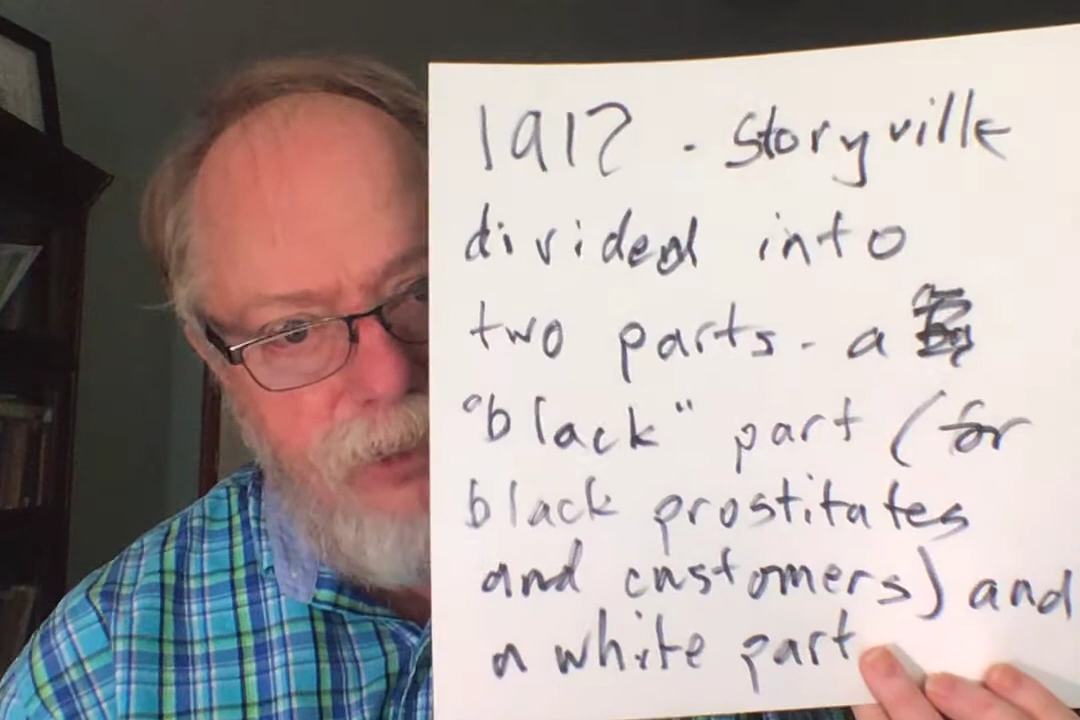 191? - Storyville
divided into
two parts - a
"black" part (for
black prostitutes
and customers) and
a white part